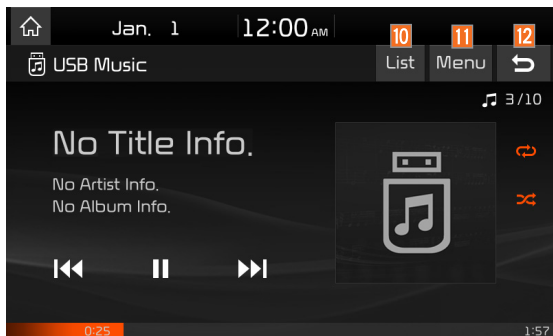 Jan. 1 12:00 AM
10 11 12
USB Music List Menu
3/10
No Title Info.
No Artist Info.
No Album Info.
0:25 1:57